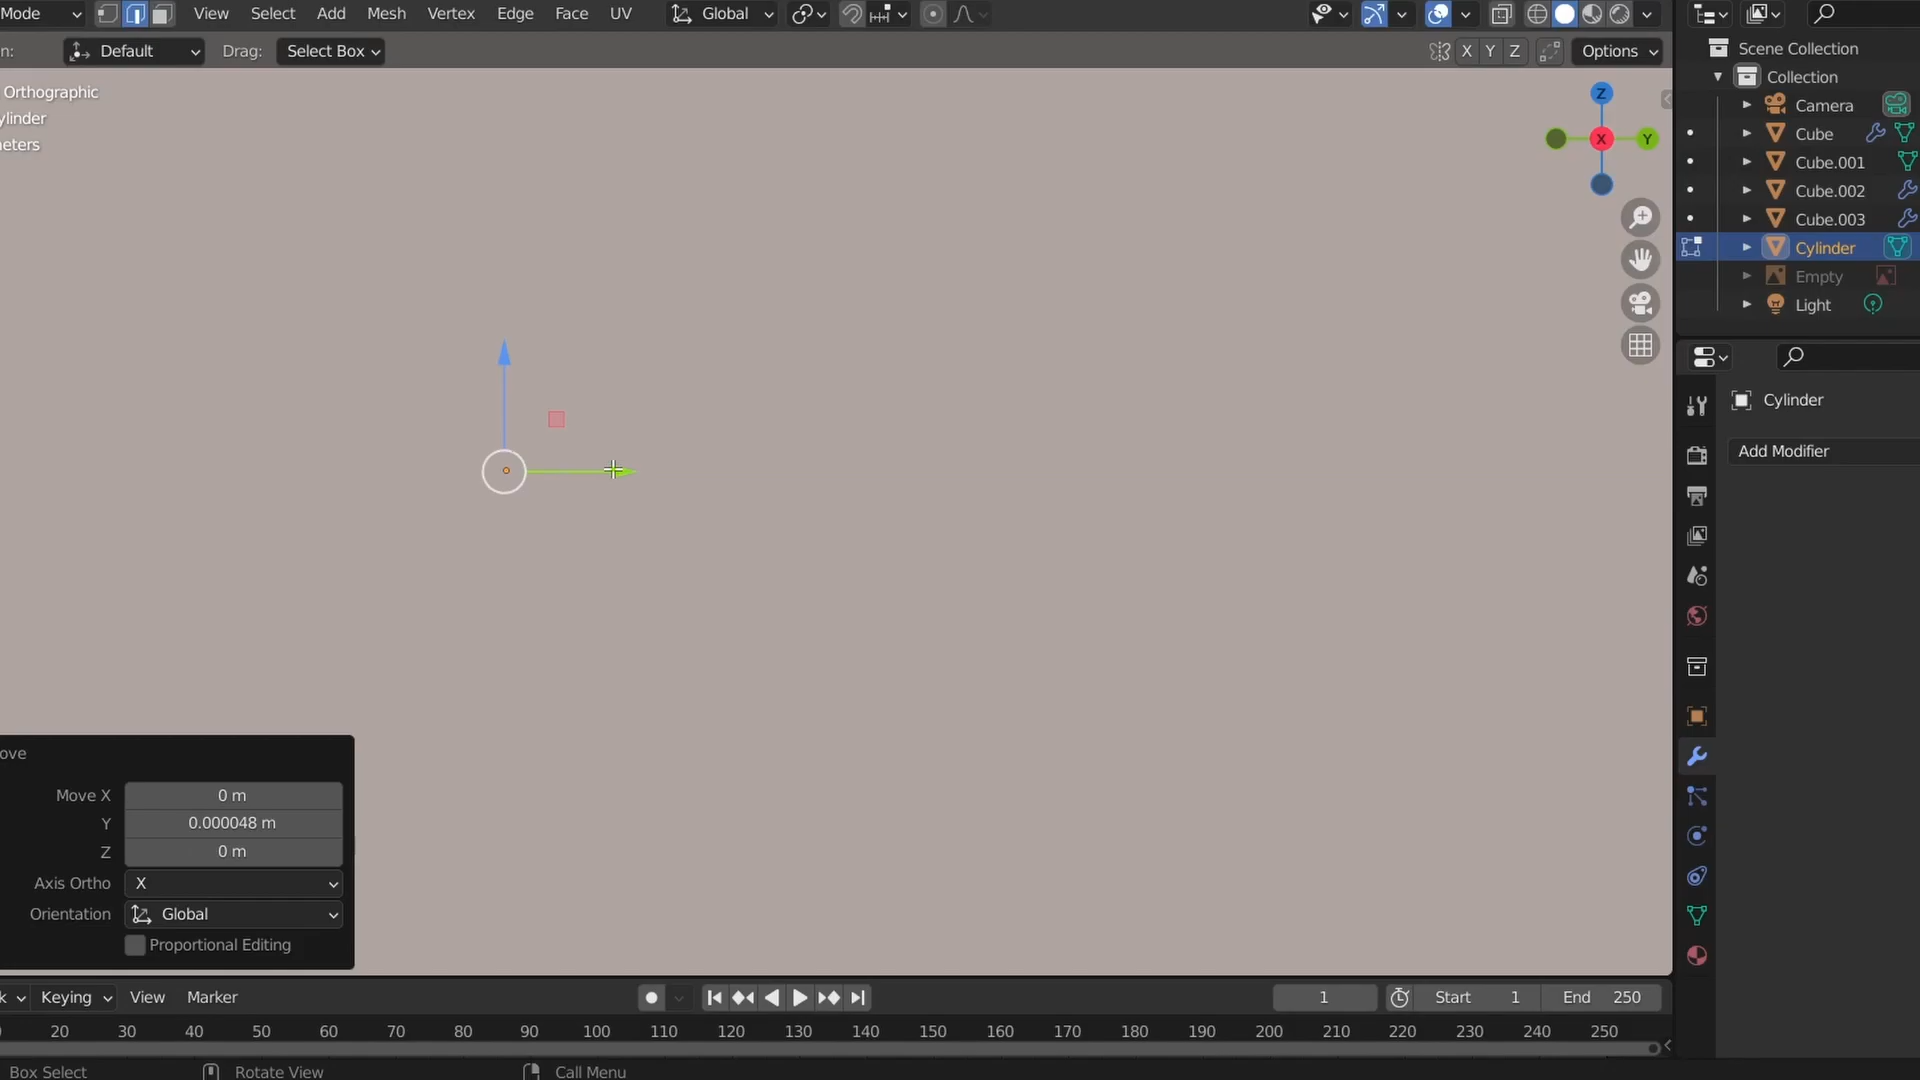 Mode View Select Add Mesh Vertex Edge Face UV Global
n: Default Drag: Select Box X Y Z Options
Orthographic
ylinder
eters
Z
X Y
Scene Collection
Collection
Camera
Cube
Cube.001
Cube.002
Cube.003
Cylinder
Empty
Light
Cylinder
Add Modifier
ove
Move X 0 m
Y 0.000048 m
Z 0 m
Axis Ortho X
Orientation Global
Proportional Editing
k Keying View Marker 1 Start 1 End 250
20 30 40 50 60 70 80 90 100 110 120 130 140 150 160 170 180 190 200 210 220 230 240 250
Box Select Rotate View Call Menu